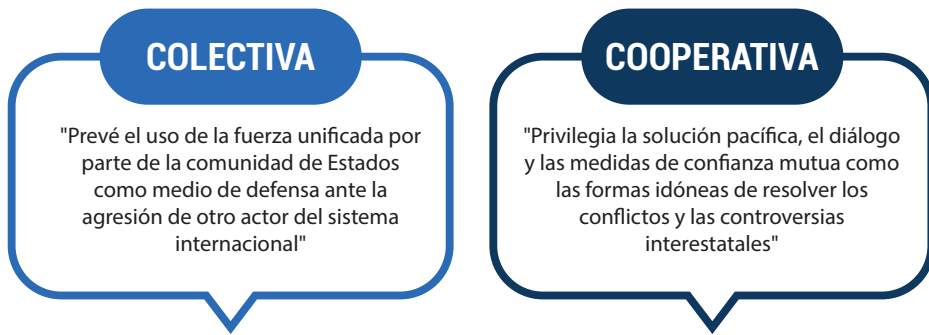 COLECTIVA
"Prevé el uso de la fuerza unificada por
parte de la comunidad de Estados
como medio de defensa ante la
agresión de otro actor del sistema
internacional"
COOPERATIVA
"Privilegia la solución pacífica, el diálogo
y las medidas de confianza mutua como
las formas idóneas de resolver los
conflictos y las controversias
interestatales"